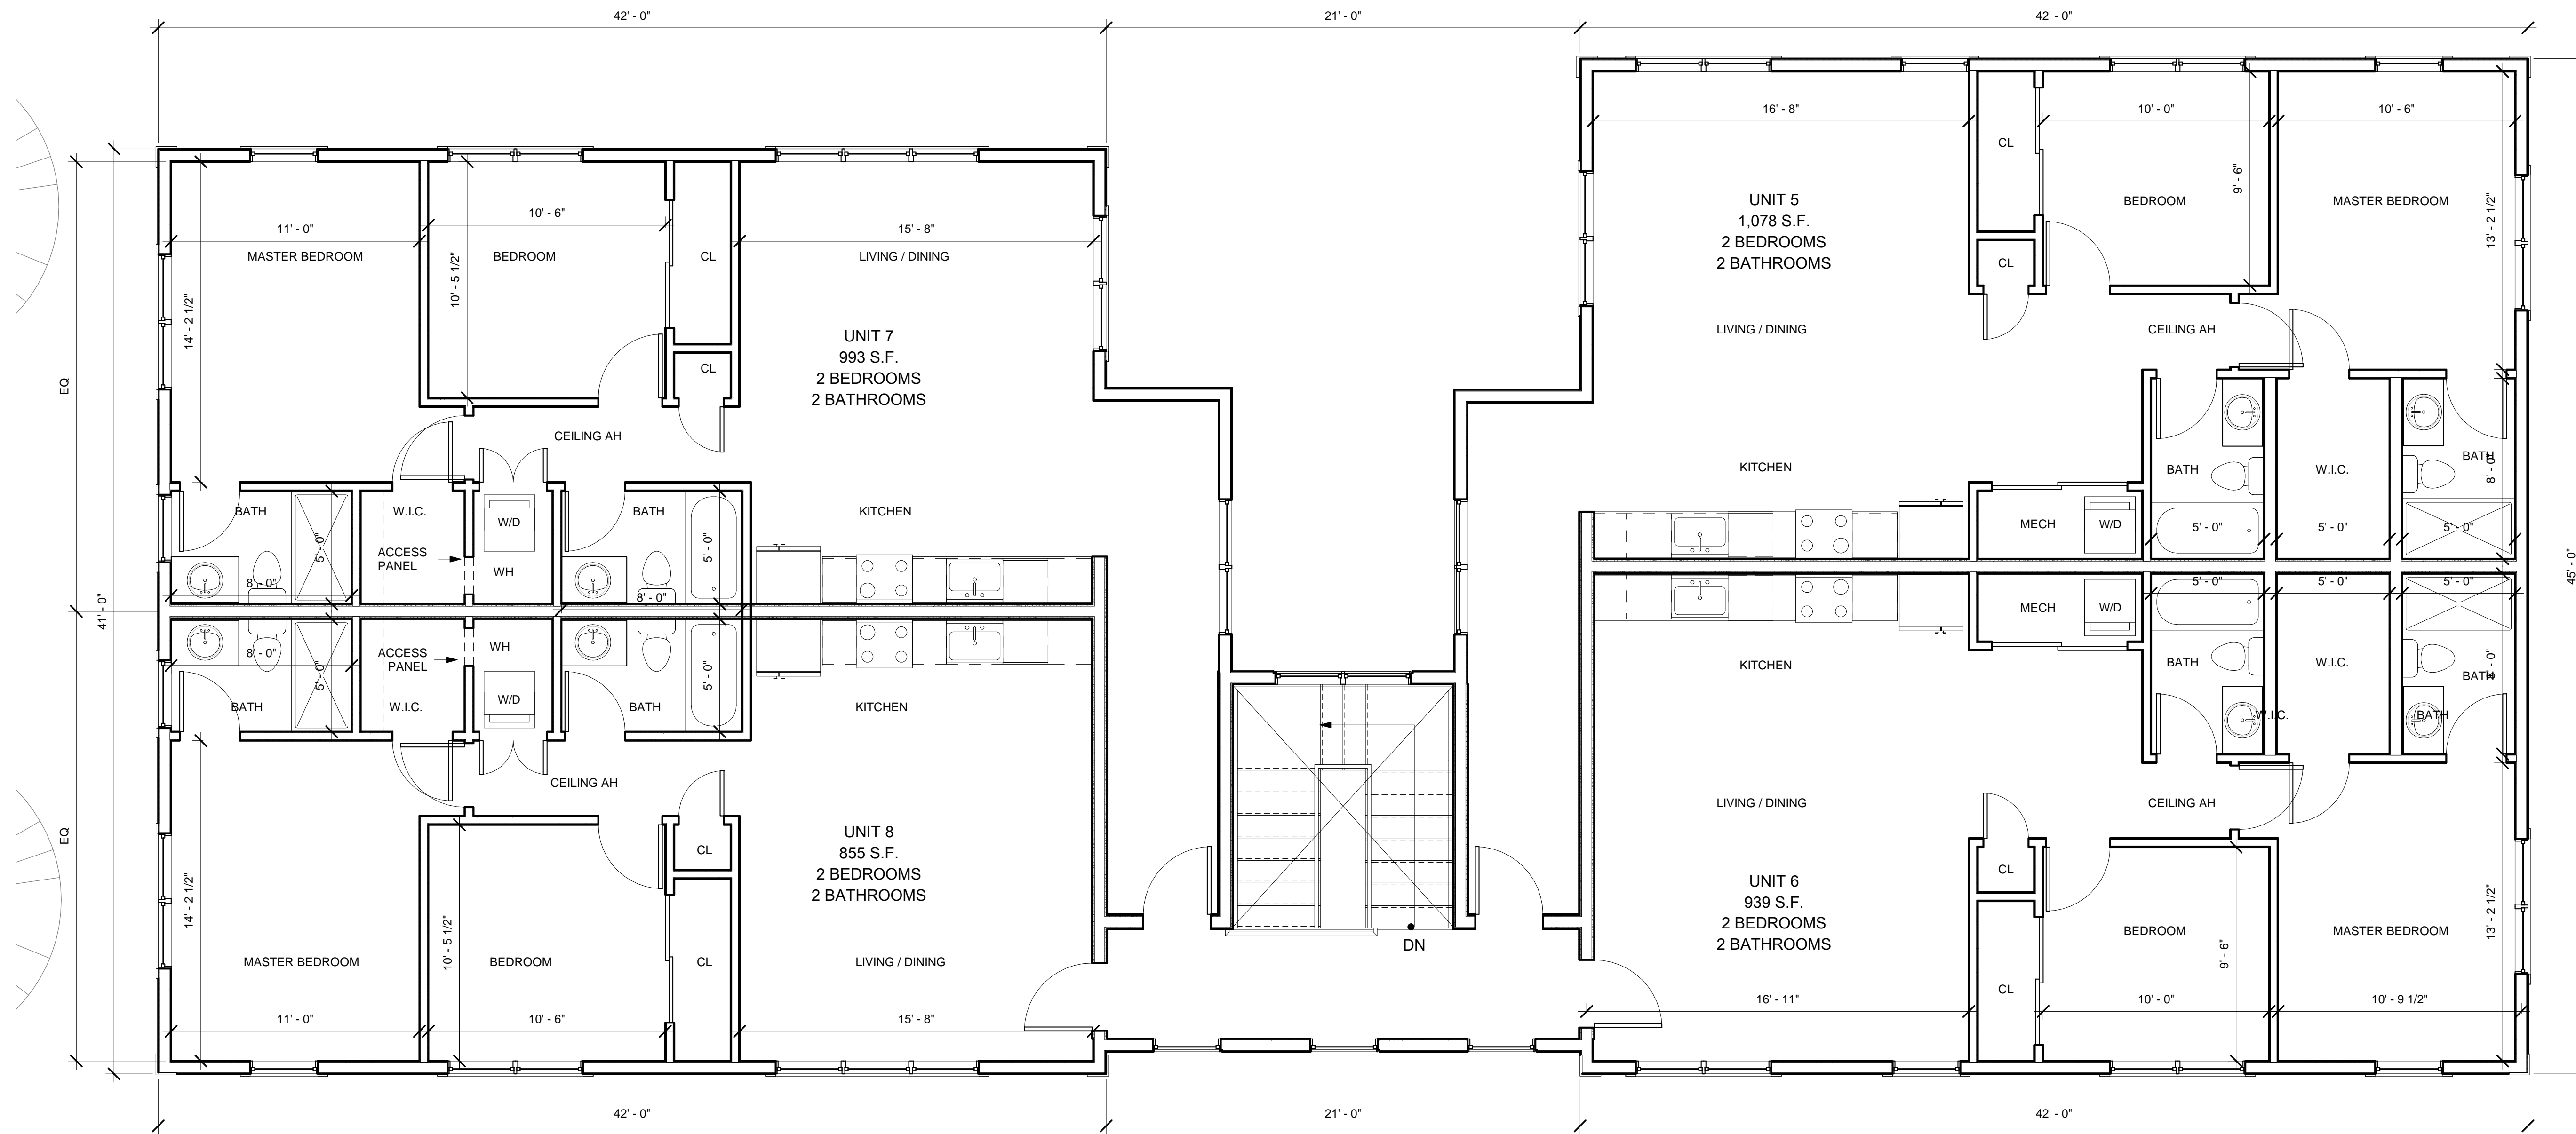 42' - 0"
21' - 0"
42' - 0"
16' - 8"
10' - 0"
10' - 6"
CL
9' - 6"
13' - 2 1/2"
UNIT 5
1,078 S.F.
2 BEDROOMS
2 BATHROOMS
BEDROOM
MASTER BEDROOM
11' - 0"
10' - 6"
15' - 8"
MASTER BEDROOM
BEDROOM
CL
LIVING / DINING
CL
14' - 2 1/2"
10' - 5 1/2"
UNIT 7
993 S.F.
2 BEDROOMS
2 BATHROOMS
CL
LIVING / DINING
CEILING AH
EQ
41' - 0"
CEILING AH
KITCHEN
BATH
W.I.C.
BATH
8' - 0"
BATH
W.I.C.
W/D
BATH
KITCHEN
MECH
W/D
5' - 0"
5' - 0"
5' - 0"
ACCESS
PANEL
WH
5' - 0"
5' - 0"
8' - 0"
8' - 0"
45' - 0"
5' - 0"
5' - 0"
5' - 0"
MECH
W/D
ACCESS
PANEL
WH
8' - 0"
5' - 0"
5' - 0"
KITCHEN
BATH
W.I.C.
BATH
BATH
W.I.C.
W/D
BATH
KITCHEN
W.I.C.
BATH
CEILING AH
LIVING / DINING
CEILING AH
EQ
UNIT 8
855 S.F.
2 BEDROOMS
2 BATHROOMS
CL
CL
14' - 2 1/2"
10' - 5 1/2"
UNIT 6
939 S.F.
2 BEDROOMS
2 BATHROOMS
BEDROOM
MASTER BEDROOM
13' - 2 1/2"
9' - 6"
DN
MASTER BEDROOM
BEDROOM
CL
LIVING / DINING
CL
16' - 11"
10' - 0"
10' - 9 1/2"
11' - 0"
10' - 6"
15' - 8"
42' - 0"
21' - 0"
42' - 0"